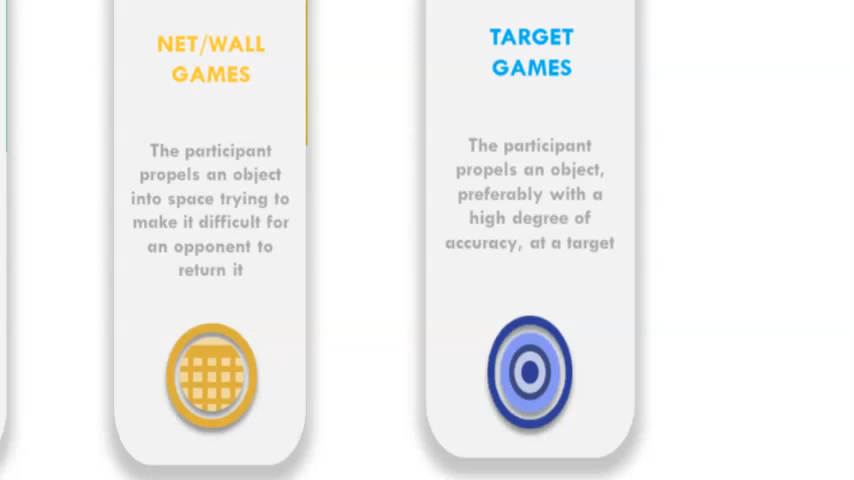 NET/WALL
GAMES
The participant
propels an object
into space trying to
make it difficult for
an opponent to
return it
TARGET
GAMES
The participant
propels an object,
preferably with a
high degree of
accuracy, at a target